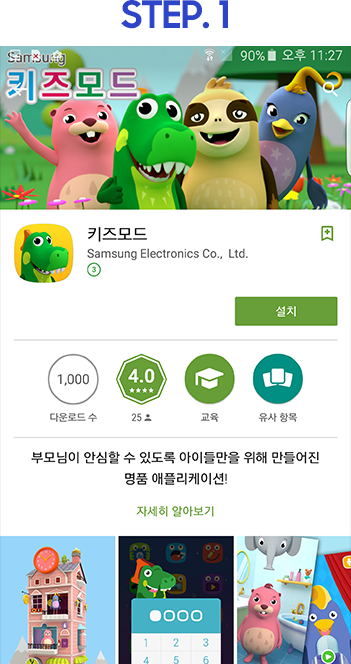 STEP. 1
90% 오후 11:27
Samsung
키즈모드
키즈모드
Samsung Electronics Co., Ltd.
3
설치
1,000
4.0
다운로드 수
25
교육
유사 항목
부모님이 안심할 수 있도록 아이들만을 위해 만들어진
명품 애플리케이션!
자세히 알아보기
1 2 3
4 5 6